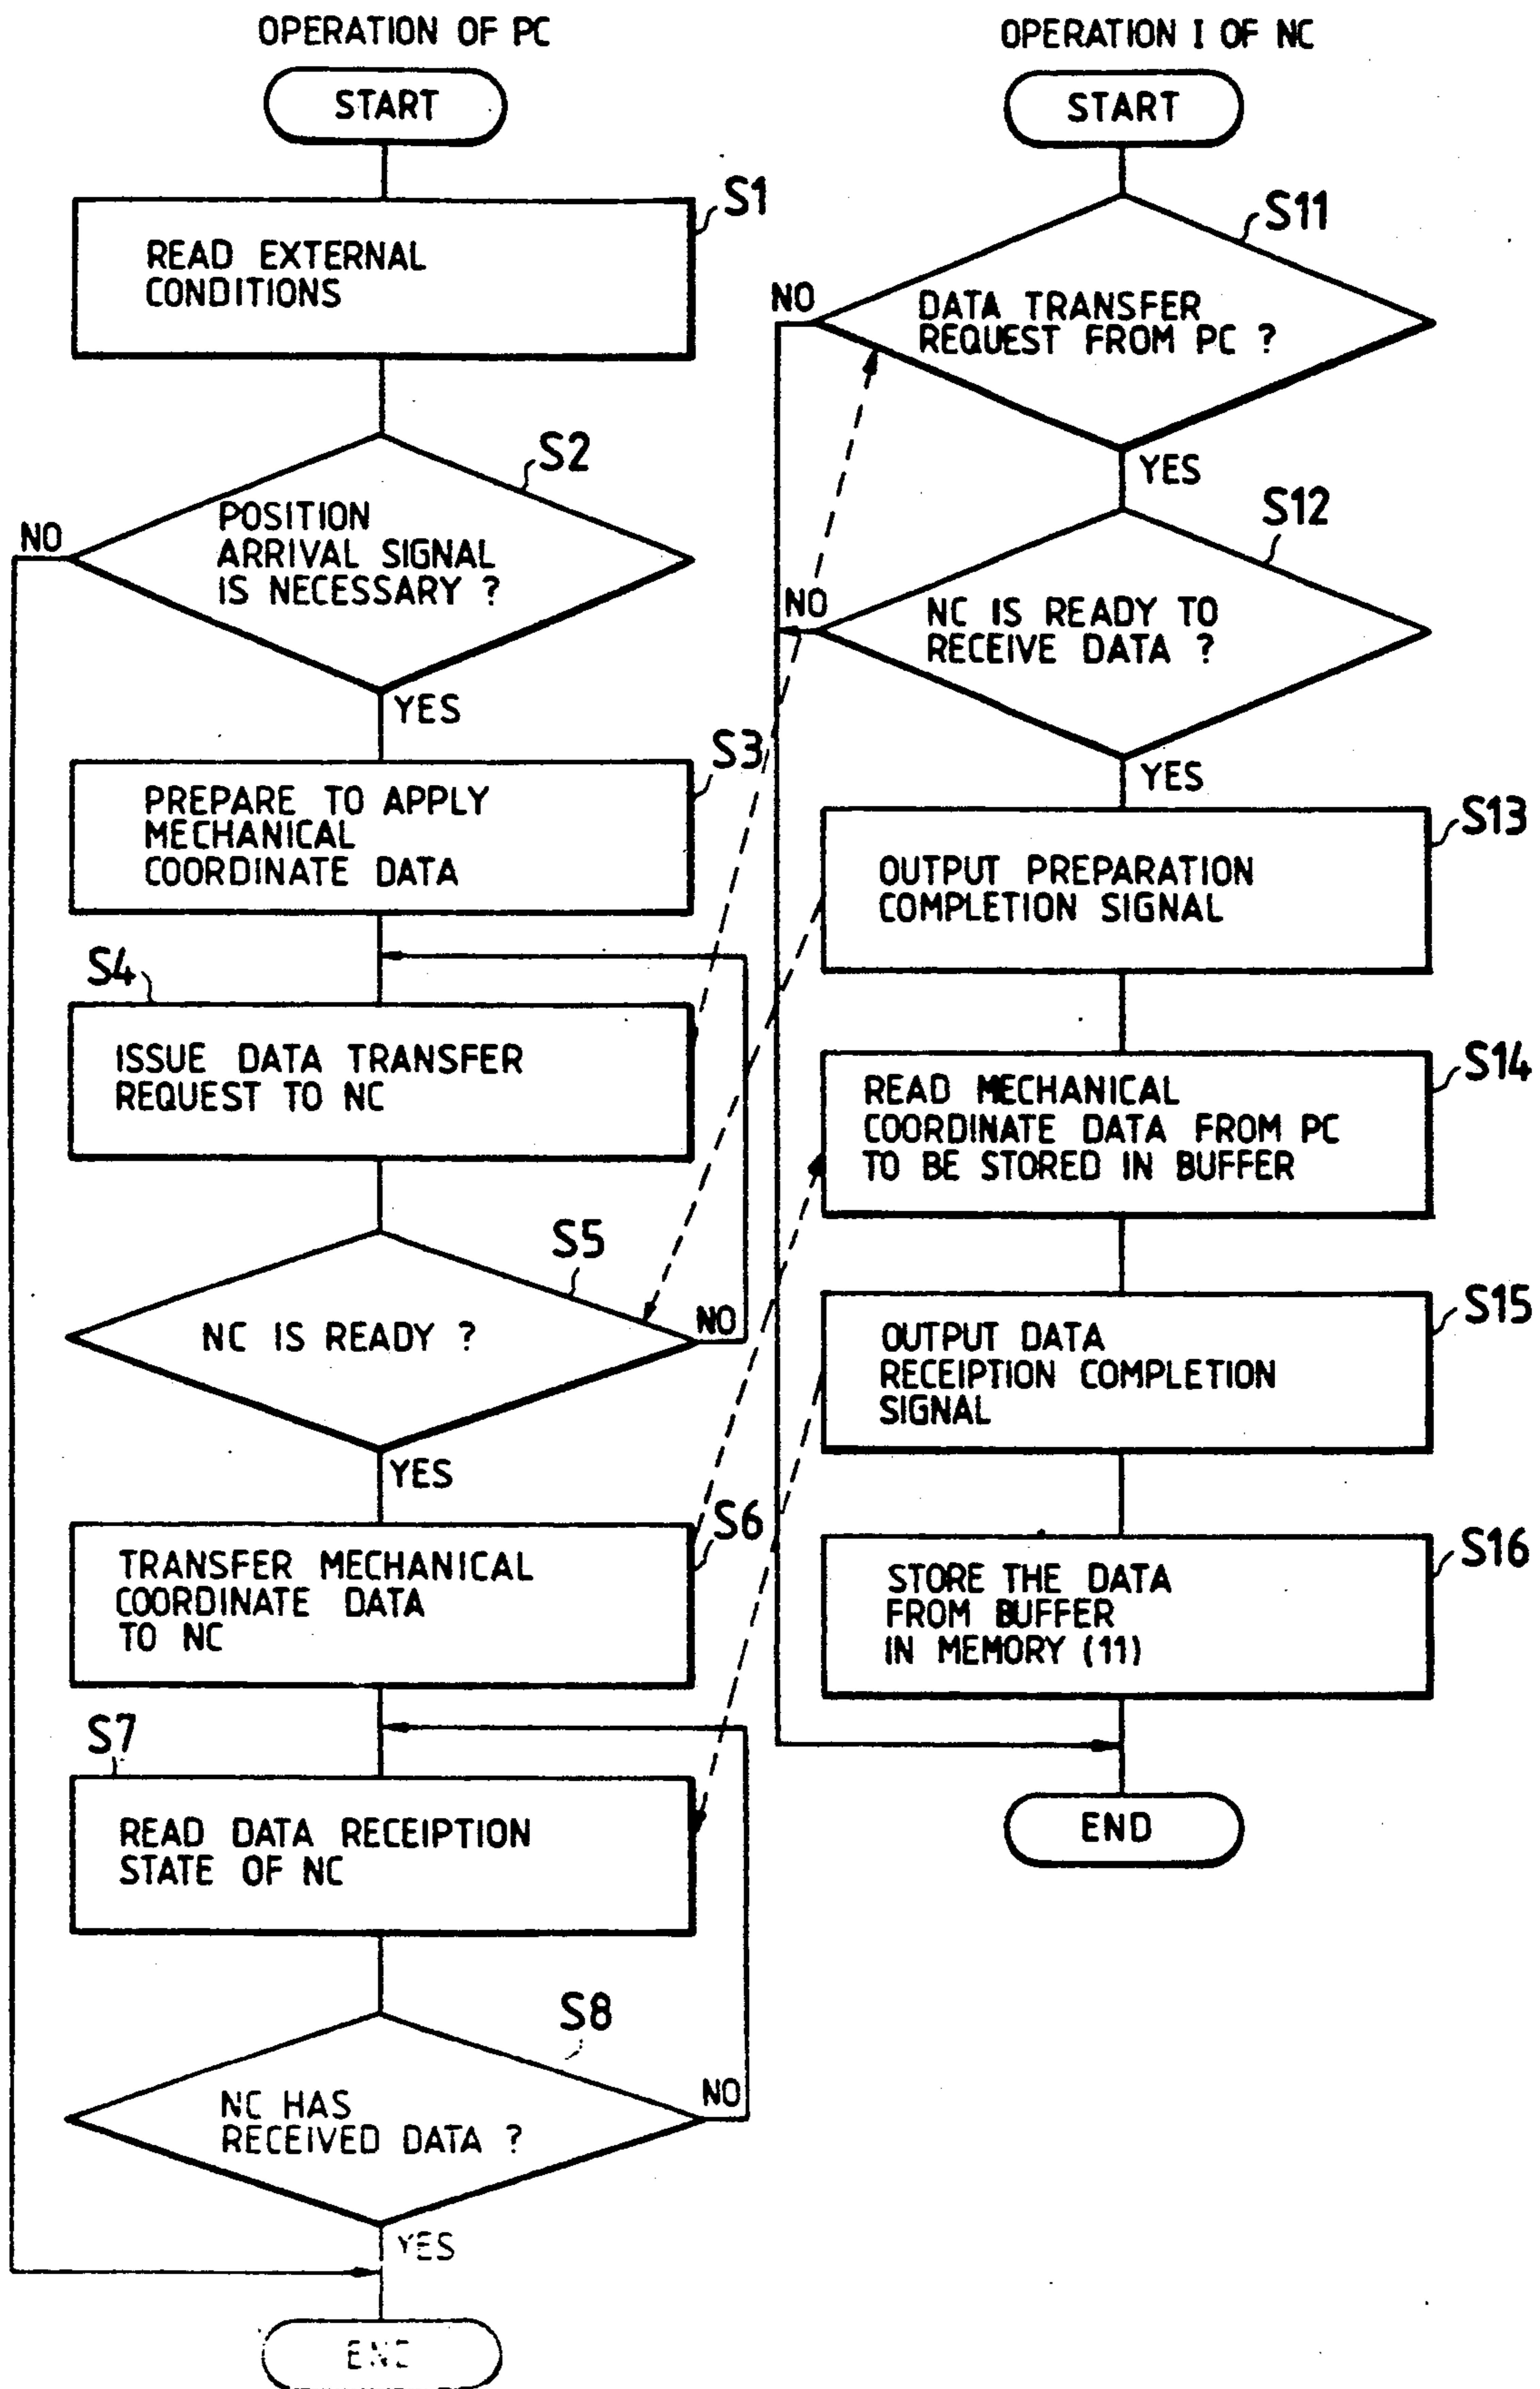 OPERATION OF PC
START
S1
READ EXTERNAL
CONDITIONS
S2
POSITION
ARRIVAL SIGNAL
IS NECESSARY ?
NO
YES
S3
PREPARE TO APPLY
MECHANICAL
COORDINATE DATA
S4
ISSUE DATA TRANSFER
REQUEST TO NC
S5
NC IS READY ?
NO
YES
S6
TRANSFER MECHANICAL
COORDINATE DATA
TO NC
S7
READ DATA RECEIPTION
STATE OF NC
S8
NC HAS
RECEIVED DATA ?
NO
YES
END
OPERATION I OF NC
START
S11
DATA TRANSFER
REQUEST FROM PC ?
NO
YES
S12
NC IS READY TO
RECEIVE DATA ?
NO
YES
S13
OUTPUT PREPARATION
COMPLETION SIGNAL
S14
READ MECHANICAL
COORDINATE DATA FROM PC
TO BE STORED IN BUFFER
S15
OUTPUT DATA
RECEIPTION COMPLETION
SIGNAL
S16
STORE THE DATA
FROM BUFFER
IN MEMORY (11)
END